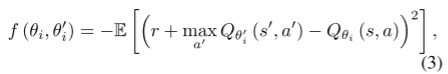 f(θ_i, θ'_i) = −𝔼[(r + max_{a'} Q_{θ'_i}(s', a') − Q_{θ_i}(s, a))^2],
(3)